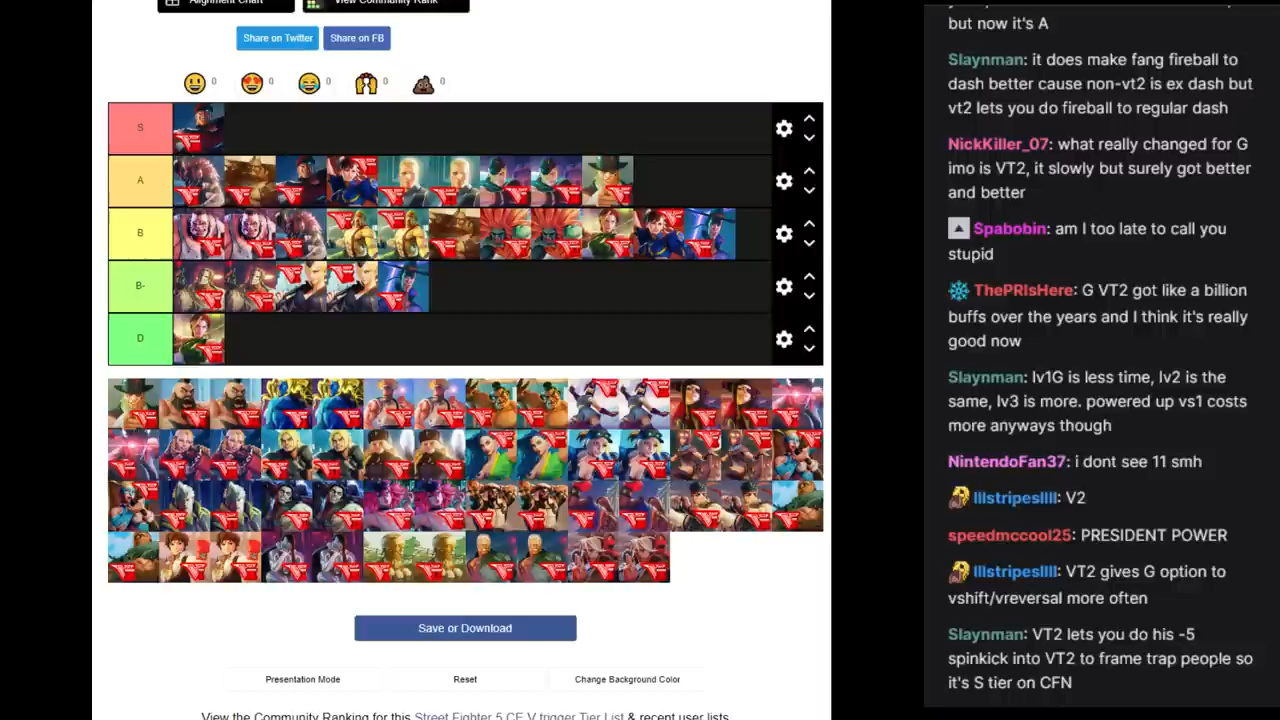 Alignment Chart
View Community Rank
Share on Twitter
Share on FB
0 0 0 0 0
S
A
B
B-
D
Save or Download
Presentation Mode
Reset
Change Background Color
View the Community Ranking for this Street Fighter 5 CE V trigger Tier List & recent user lists
but now it's A
Slaynman: it does make fang fireball to
dash better cause non-vt2 is ex dash but
vt2 lets you do fireball to regular dash
NickKiller_07: what really changed for G
imo is VT2, it slowly but surely got better
and better
Spabobin: am I too late to call you
stupid
ThePRIsHere: G VT2 got like a billion
buffs over the years and I think it's really
good now
Slaynman: lv1G is less time, lv2 is the
same, lv3 is more. powered up vs1 costs
more anyways though
NintendoFan37: i dont see 11 smh
lllstripesllll: V2
speedmccool25: PRESIDENT POWER
lllstripesllll: VT2 gives G option to
vshift/vreversal more often
Slaynman: VT2 lets you do his -5
spinkick into VT2 to frame trap people so
it's S tier on CFN